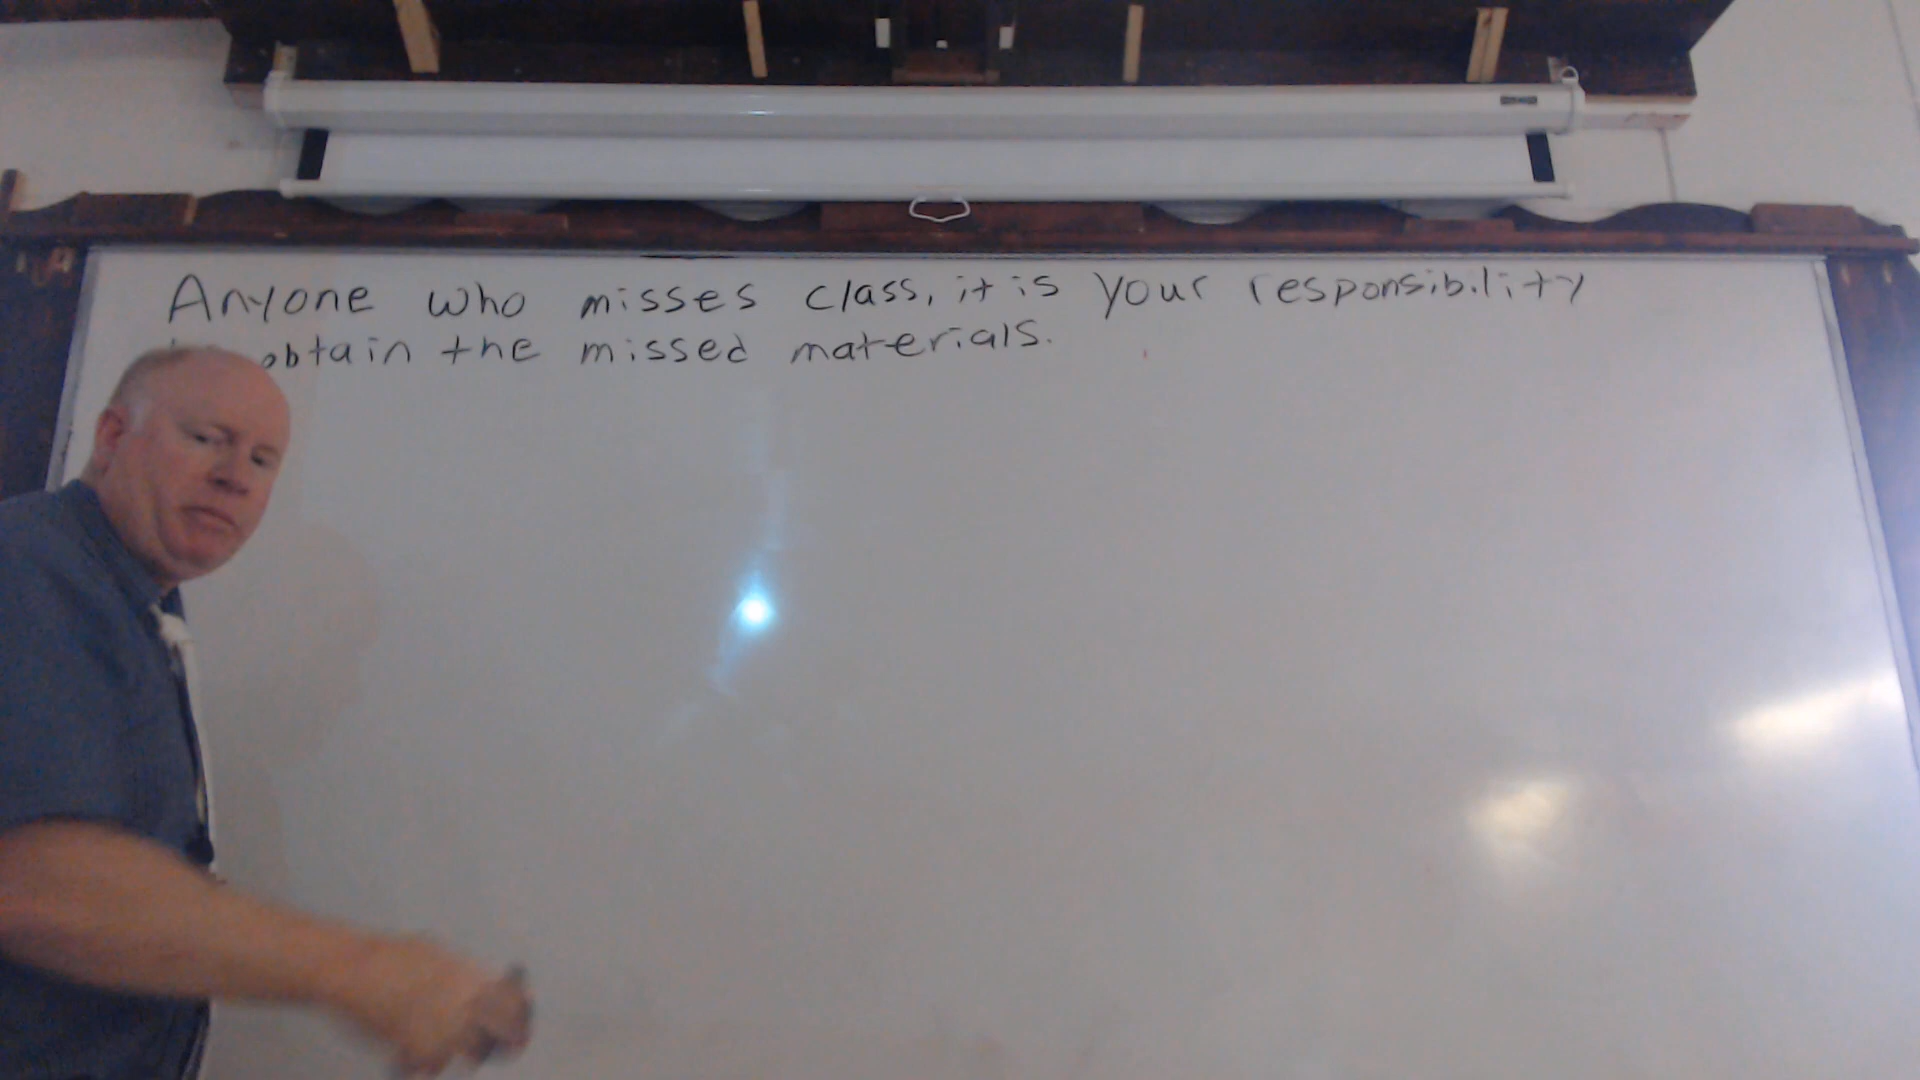 Anyone who misses class, it is your responsibility
obtain the missed materials.